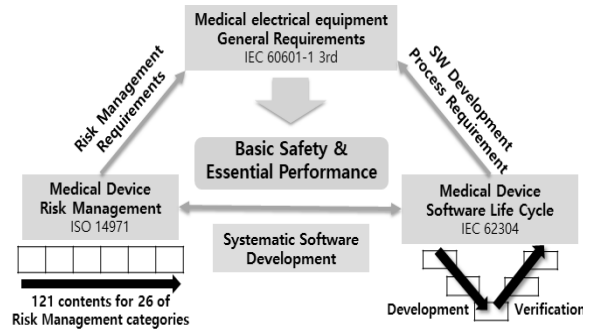 Medical electrical equipment
General Requirements
IEC 60601-1 3rd
Risk Management
Requirements
SW Development
Process Requirement
Basic Safety &
Essential Performance
Medical Device
Risk Management
ISO 14971
Medical Device
Software Life Cycle
IEC 62304
Systematic Software
Development
121 contents for 26 of
Risk Management categories
Development
Verification